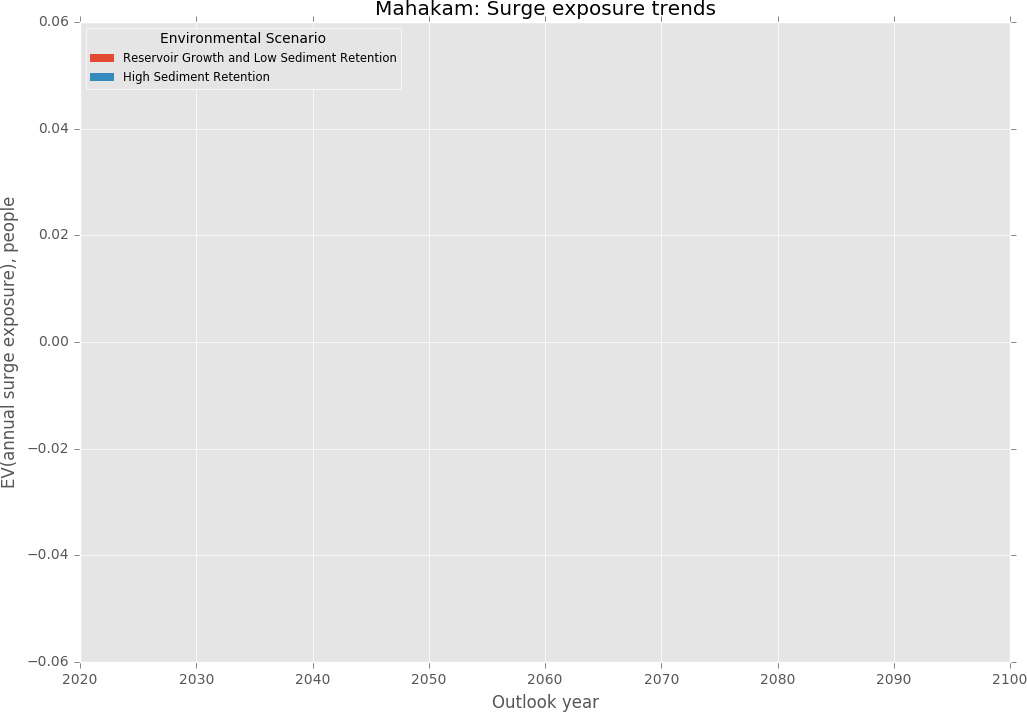 Mahakam: Surge exposure trends
Environmental Scenario
Reservoir Growth and Low Sediment Retention
High Sediment Retention
EV(annual surge exposure), people
0.06
0.04
0.02
0.00
−0.02
−0.04
−0.06
2020 2030 2040 2050 2060 2070 2080 2090 2100
Outlook year